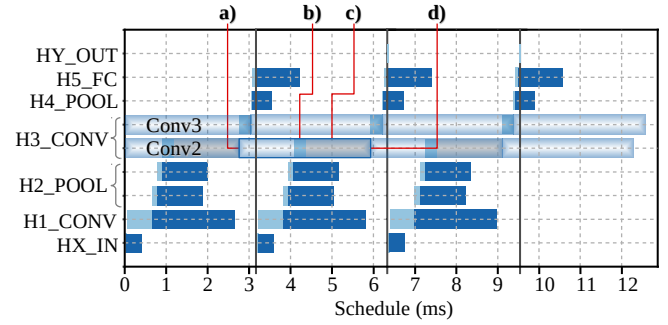 a) b) c) d)
HY_OUT
H5_FC
H4_POOL
Conv3
H3_CONV
Conv2
H2_POOL
H1_CONV
HX_IN
0 1 2 3 4 5 6 7 8 9 10 11 12
Schedule (ms)